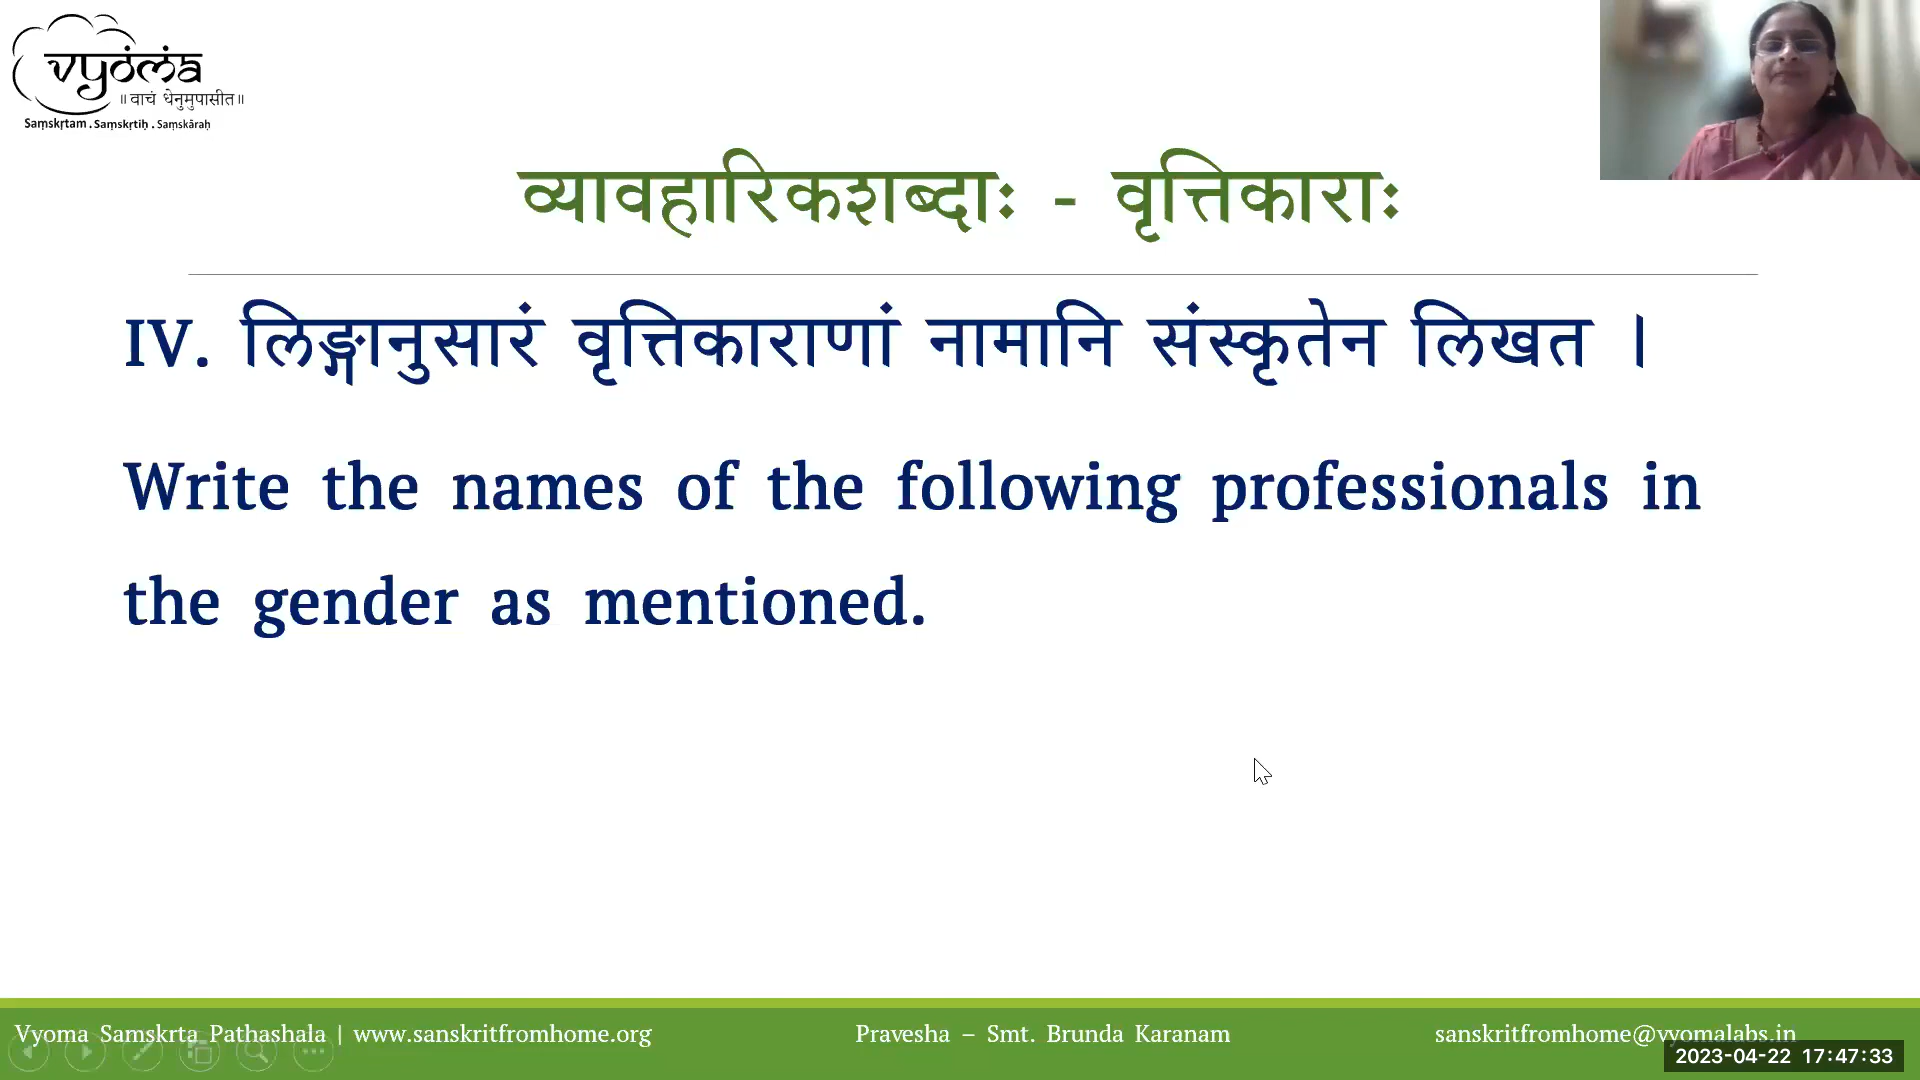 vyoma
॥ वाचं धेनुमुपासीत॥
Saṃskṛtam . Saṃskṛtiḥ . Saṃskāraḥ
व्यावहारिकशब्दाः - वृत्तिकाराः
IV. लिङ्गानुसारं वृत्तिकाराणां नामानि संस्कृतेन लिखत ।
Write the names of the following professionals in
the gender as mentioned.
Vyoma Samskrta Pathashala | www.sanskritfromhome.org
Pravesha – Smt. Brunda Karanam
sanskritfromhome@vyomalabs.in
2023-04-22 17:47:33